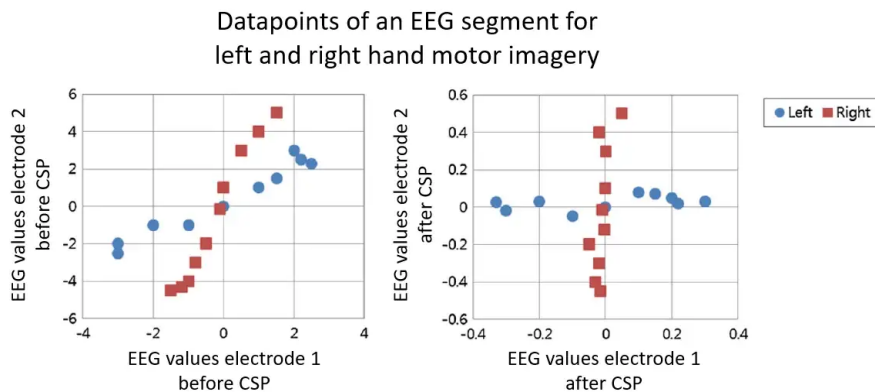 Datapoints of an EEG segment for
left and right hand motor imagery
EEG values electrode 2
before CSP
6
4
2
0
-2
-4
-6
-4
-2
0
2
4
EEG values electrode 1
before CSP
EEG values electrode 2
after CSP
0.6
0.4
0.2
0
-0.2
-0.4
-0.6
-0.4
-0.2
0
0.2
0.4
EEG values electrode 1
after CSP
Left Right